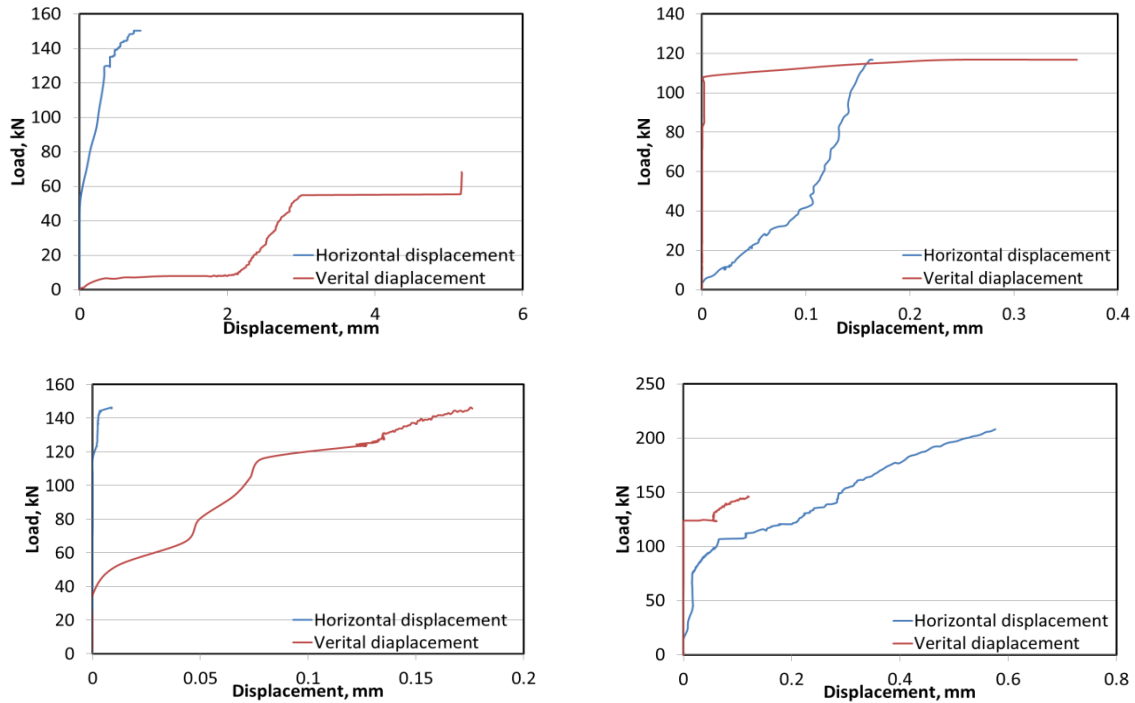 160
140
120
100
80
60
40
20
0
Load, kN
Horizontal displacement
Verital diaplacement
0 2 4 6
Displacement, mm
140
120
100
80
60
40
20
0
Load, kN
Horizontal displacement
Verital diaplacement
0 0.1 0.2 0.3 0.4
Displacement, mm
160
140
120
100
80
60
40
20
0
Load, kN
Horizontal displacement
Verital diaplacement
0 0.05 0.1 0.15 0.2
Displacement, mm
250
200
150
100
50
0
Load, kN
Horizontal displacement
Verital diaplacement
0 0.2 0.4 0.6 0.8
Displacement, mm